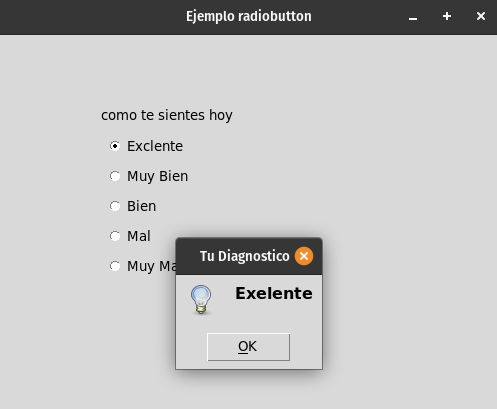 Ejemplo radiobutton
como te sientes hoy
Exclente
Muy Bien
Bien
Mal
Muy Ma
Tu Diagnostico
Exelente
OK